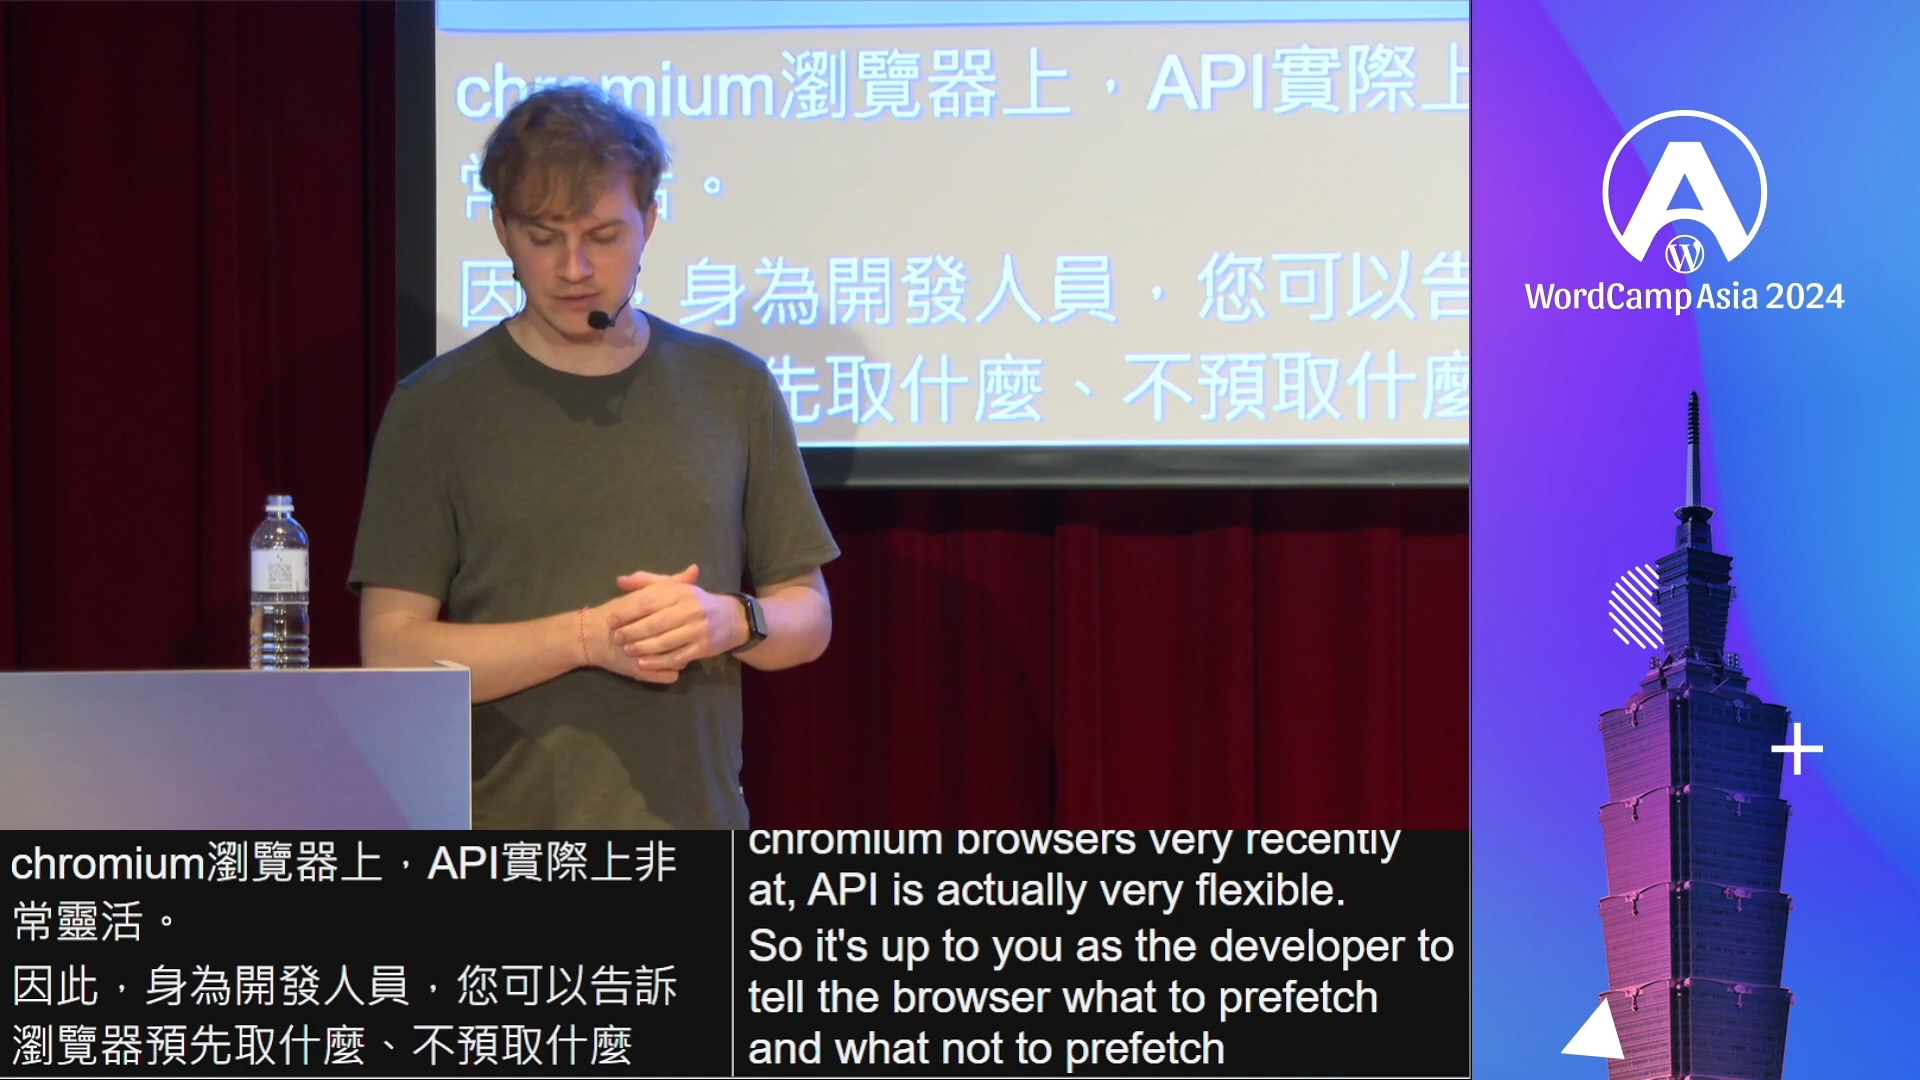 chromium瀏覽器上，API實際上
常 活。
因 ，身為開發人員，您可以告
先取什麼、不預取什麼
WordCamp Asia 2024
chromium瀏覽器上，API實際上非
常靈活。
因此，身為開發人員，您可以告訴
瀏覽器預先取什麼、不預取什麼
chromium browsers very recently
at, API is actually very flexible.
So it's up to you as the developer to
tell the browser what to prefetch
and what not to prefetch